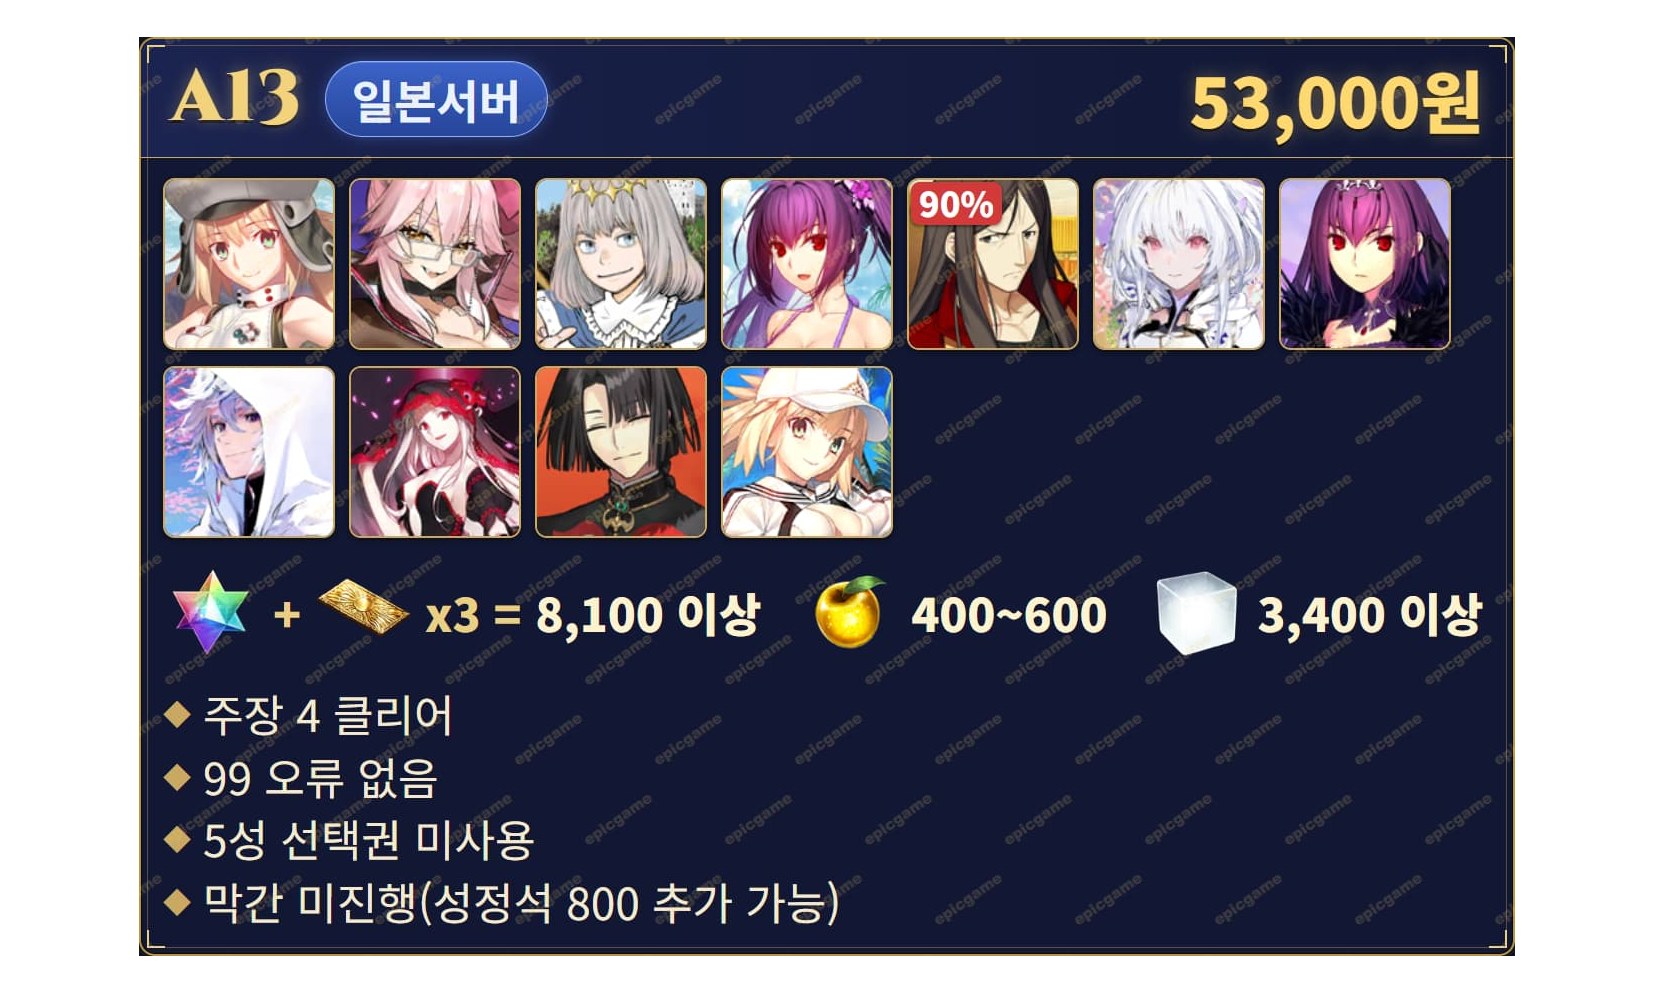 A13 일본서버 53,000원
90%
+ x3 = 8,100 이상 400~600 3,400 이상
◆ 주장 4 클리어
◆ 99 오류 없음
◆ 5성 선택권 미사용
◆ 막간 미진행(성정석 800 추가 가능)
epicgame